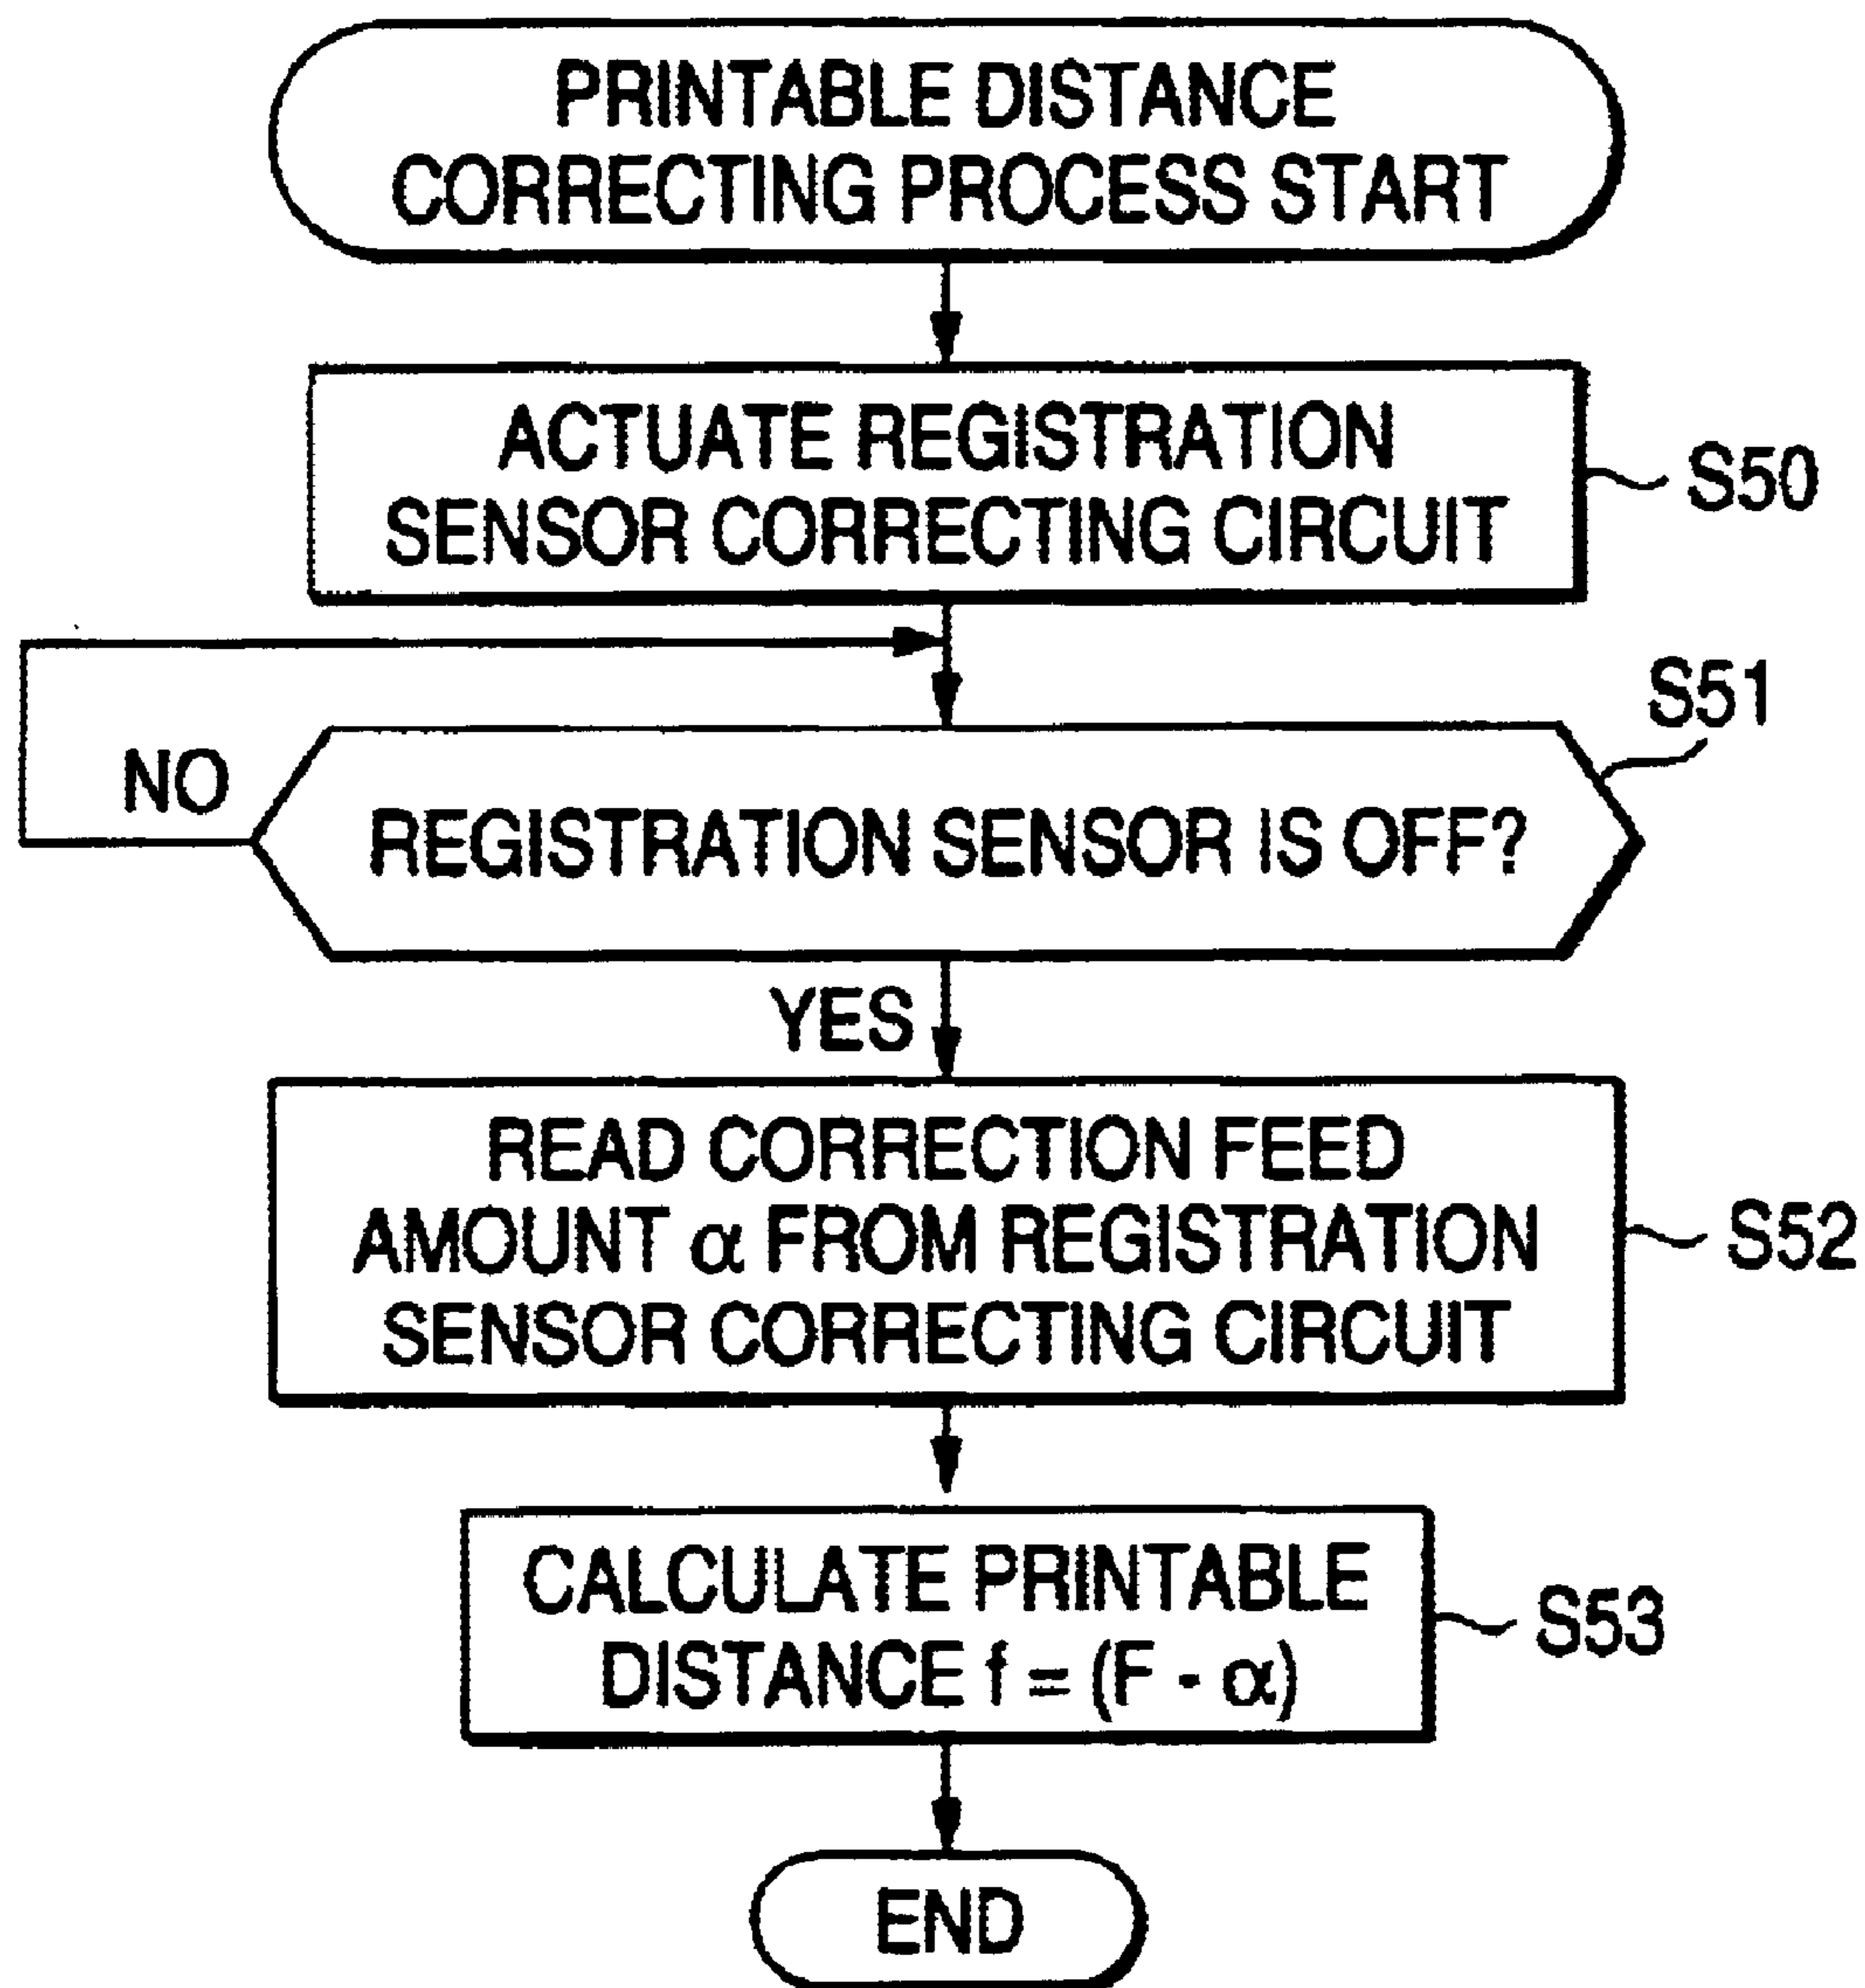 PRINTABLE DISTANCE
CORRECTING PROCESS START
ACTUATE REGISTRATION
SENSOR CORRECTING CIRCUIT
S50
S51
NO
REGISTRATION SENSOR IS OFF?
YES
READ CORRECTION FEED
AMOUNT α FROM REGISTRATION
SENSOR CORRECTING CIRCUIT
S52
CALCULATE PRINTABLE
DISTANCE f = (F - α)
S53
END